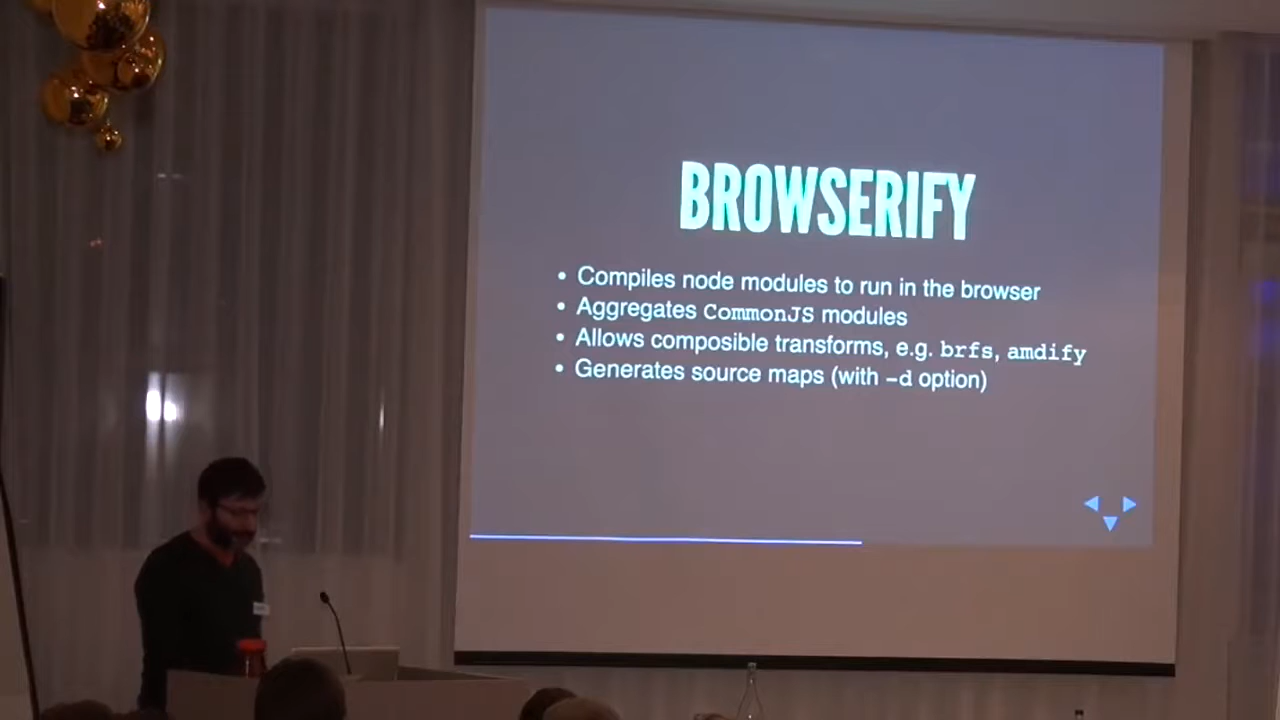 BROWSERIFY
• Compiles node modules to run in the browser
• Aggregates CommonJS modules
• Allows composible transforms, e.g. brfs, amdify
• Generates source maps (with -d option)